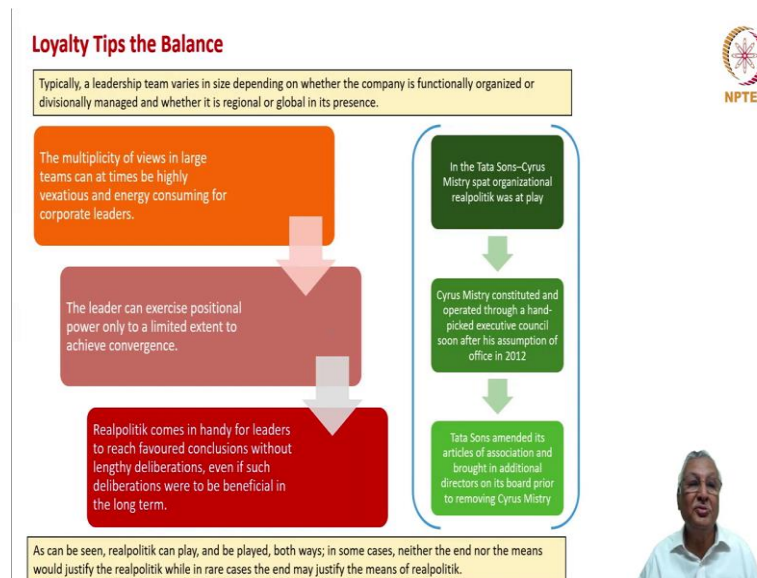 Loyalty Tips the Balance
Typically, a leadership team varies in size depending on whether the company is functionally organized or
divisionally managed and whether it is regional or global in its presence.
The multiplicity of views in large
teams can at times be highly
vexatious and energy consuming for
corporate leaders.
The leader can exercise positional
power only to a limited extent to
achieve convergence.
Realpolitik comes in handy for leaders
to reach favoured conclusions without
lengthy deliberations, even if such
deliberations were to be beneficial in
the long term.
In the Tata Sons–Cyrus
Mistry spat organizational
realpolitik was at play
Cyrus Mistry constituted and
operated through a hand-
picked executive council
soon after his assumption of
office in 2012
Tata Sons amended its
articles of association and
brought in additional
directors on its board prior
to removing Cyrus Mistry
As can be seen, realpolitik can play, and be played, both ways; in some cases, neither the end nor the means
would justify the realpolitik while in rare cases the end may justify the means of realpolitik.
NPTE